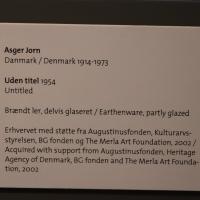 Asger Jorn
Danmark / Denmark 1914-1973
Uden titel 1954
Untitled
Brændt ler, delvis glaseret / Earthenware, partly glazed
Erhvervet med støtte fra Augustinusfonden, Kulturarvs-
styrelsen, BG fonden og The Merla Art Foundation, 2002 /
Acquired with support from Augustinusfonden, Heritage
Agency of Denmark, BG fonden and The Merla Art Founda-
tion, 2002